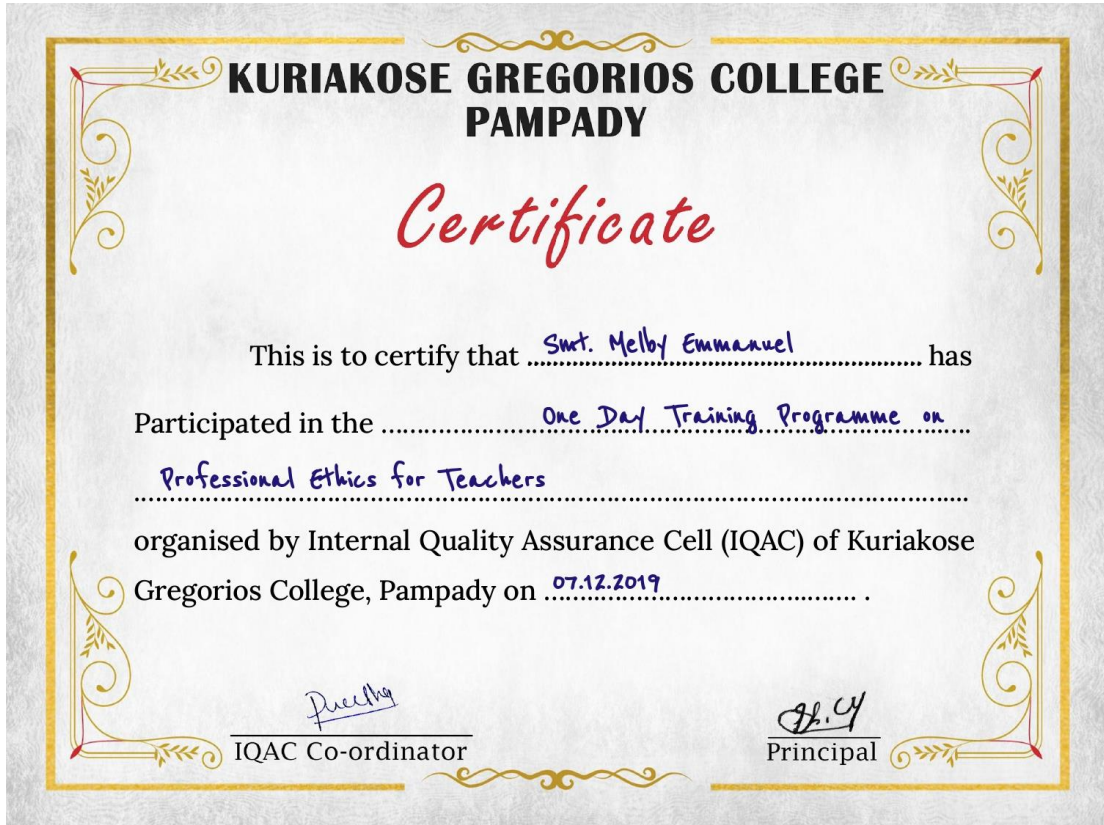 KURIAKOSE GREGORIOS COLLEGE
PAMPADY
Certificate
This is to certify that Smt. Melby Emmanuel has
Participated in the One Day Training Programme on
Professional Ethics for Teachers
organised by Internal Quality Assurance Cell (IQAC) of Kuriakose
Gregorios College, Pampady on 07.12.2019 .
IQAC Co-ordinator Principal